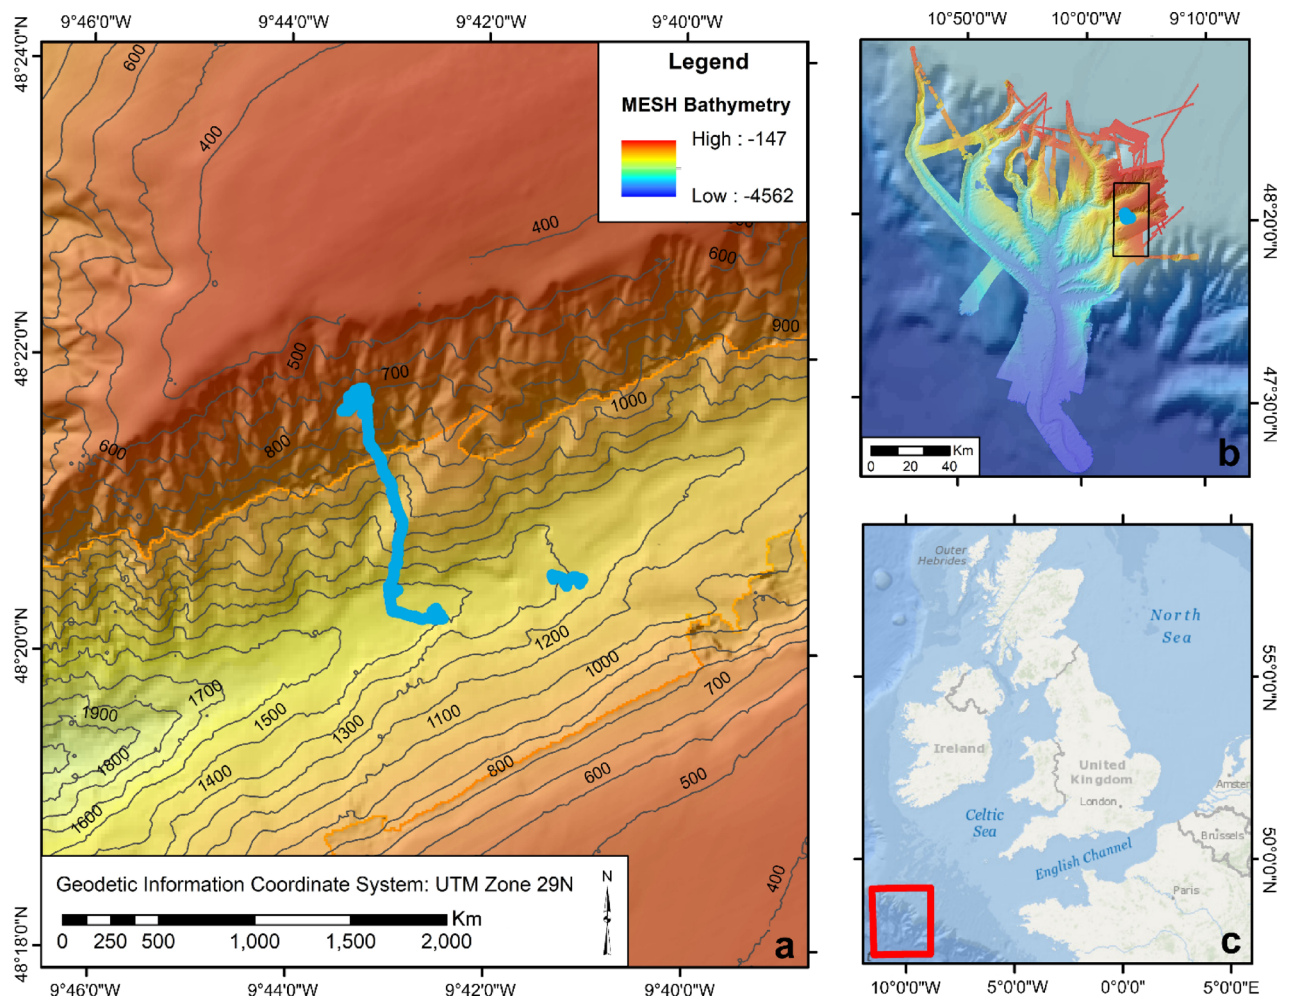 9°46'0"W 9°44'0"W 9°42'0"W 9°40'0"W
48°24'0"N
48°22'0"N
48°20'0"N
48°18'0"N
600
400
400
600
900
500
700
1000
600
800
1200
1000
700
1700
1900
1500
1300
1100
1800
1400
800
600
500
1600
400
Legend
MESH Bathymetry
High : -147
Low : -4562
Geodetic Information Coordinate System: UTM Zone 29N
Km
0 250 500 1,000 1,500 2,000
N
a
9°46'0"W 9°44'0"W 9°42'0"W 9°40'0"W
10°50'0"W 10°0'0"W 9°10'0"W
48°20'0"N
47°30'0"N
Km
0 20 40
b
Outer
Hebrides
North
Sea
Ireland
United
Kingdom
London
Amster
Celtic
Sea
Brussels
English Channel
Paris
c
55°0'0"N
50°0'0"N
10°0'0"W 5°0'0"W 0°0'0" 5°0'0"E